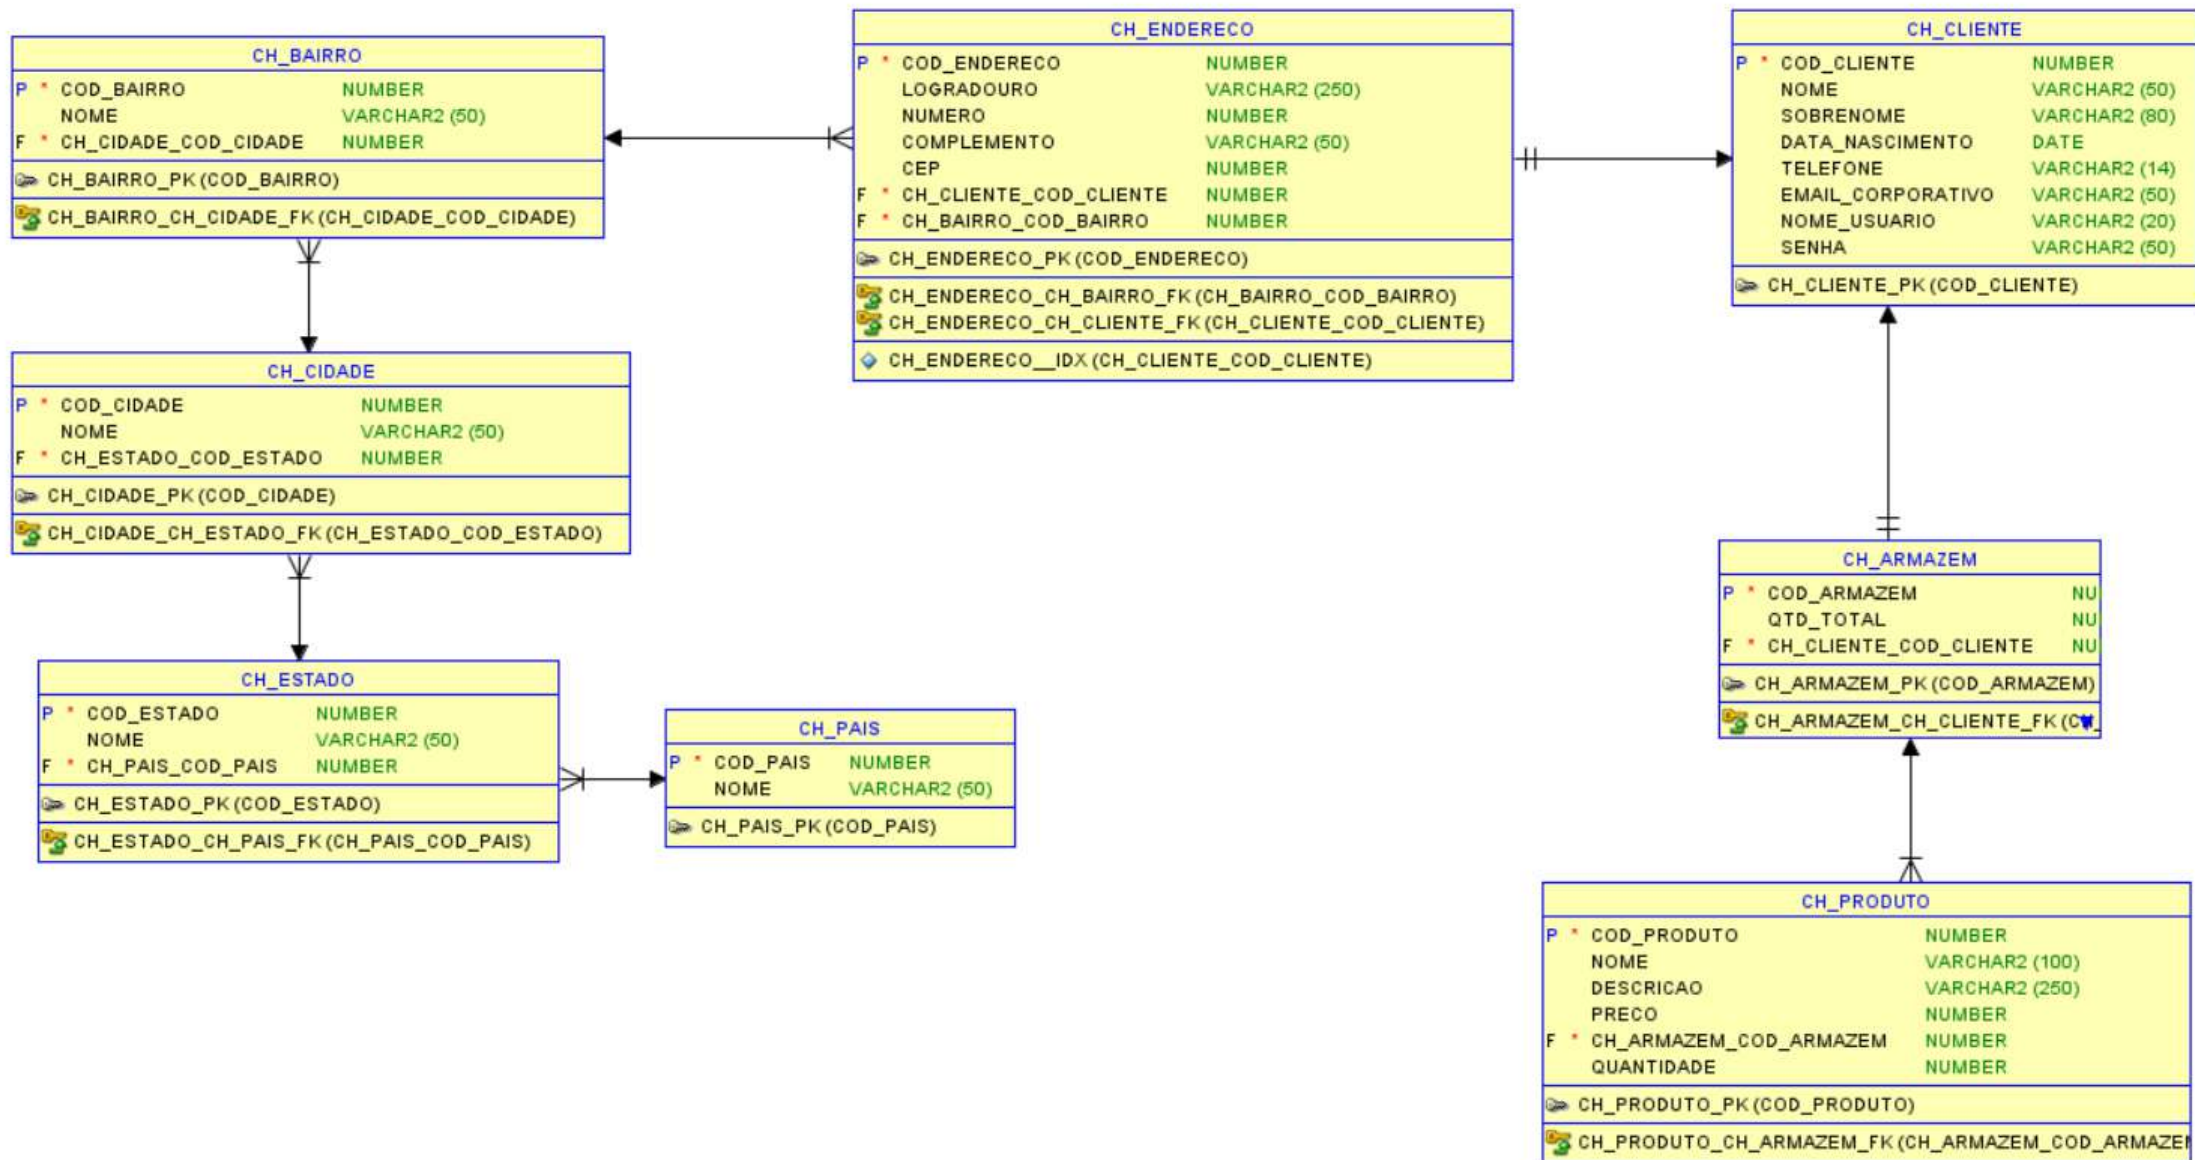 CH_BAIRRO
P * COD_BAIRRO NUMBER
NOME VARCHAR2 (50)
F * CH_CIDADE_COD_CIDADE NUMBER
CH_BAIRRO_PK (COD_BAIRRO)
CH_BAIRRO_CH_CIDADE_FK (CH_CIDADE_COD_CIDADE)
CH_ENDERECO
P * COD_ENDERECO NUMBER
LOGRADOURO VARCHAR2 (250)
NUMERO NUMBER
COMPLEMENTO VARCHAR2 (50)
CEP NUMBER
F * CH_CLIENTE_COD_CLIENTE NUMBER
F * CH_BAIRRO_COD_BAIRRO NUMBER
CH_ENDERECO_PK (COD_ENDERECO)
CH_ENDERECO_CH_BAIRRO_FK (CH_BAIRRO_COD_BAIRRO)
CH_ENDERECO_CH_CLIENTE_FK (CH_CLIENTE_COD_CLIENTE)
CH_ENDERECO__IDX (CH_CLIENTE_COD_CLIENTE)
CH_CLIENTE
P * COD_CLIENTE NUMBER
NOME VARCHAR2 (50)
SOBRENOME VARCHAR2 (80)
DATA_NASCIMENTO DATE
TELEFONE VARCHAR2 (14)
EMAIL_CORPORATIVO VARCHAR2 (50)
NOME_USUARIO VARCHAR2 (20)
SENHA VARCHAR2 (50)
CH_CLIENTE_PK (COD_CLIENTE)
CH_CIDADE
P * COD_CIDADE NUMBER
NOME VARCHAR2 (50)
F * CH_ESTADO_COD_ESTADO NUMBER
CH_CIDADE_PK (COD_CIDADE)
CH_CIDADE_CH_ESTADO_FK (CH_ESTADO_COD_ESTADO)
CH_ESTADO
P * COD_ESTADO NUMBER
NOME VARCHAR2 (50)
F * CH_PAIS_COD_PAIS NUMBER
CH_ESTADO_PK (COD_ESTADO)
CH_ESTADO_CH_PAIS_FK (CH_PAIS_COD_PAIS)
CH_PAIS
P * COD_PAIS NUMBER
NOME VARCHAR2 (50)
CH_PAIS_PK (COD_PAIS)
CH_ARMAZEM
P * COD_ARMAZEM NU
QTD_TOTAL NU
F * CH_CLIENTE_COD_CLIENTE NU
CH_ARMAZEM_PK (COD_ARMAZEM)
CH_ARMAZEM_CH_CLIENTE_FK
CH_PRODUTO
P * COD_PRODUTO NUMBER
NOME VARCHAR2 (100)
DESCRICAO VARCHAR2 (250)
PRECO NUMBER
F * CH_ARMAZEM_COD_ARMAZEM NUMBER
QUANTIDADE NUMBER
CH_PRODUTO_PK (COD_PRODUTO)
CH_PRODUTO_CH_ARMAZEM_FK (CH_ARMAZEM_COD_ARMAZE